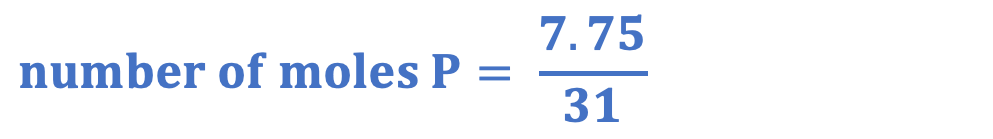 number of moles P = 7.75/31